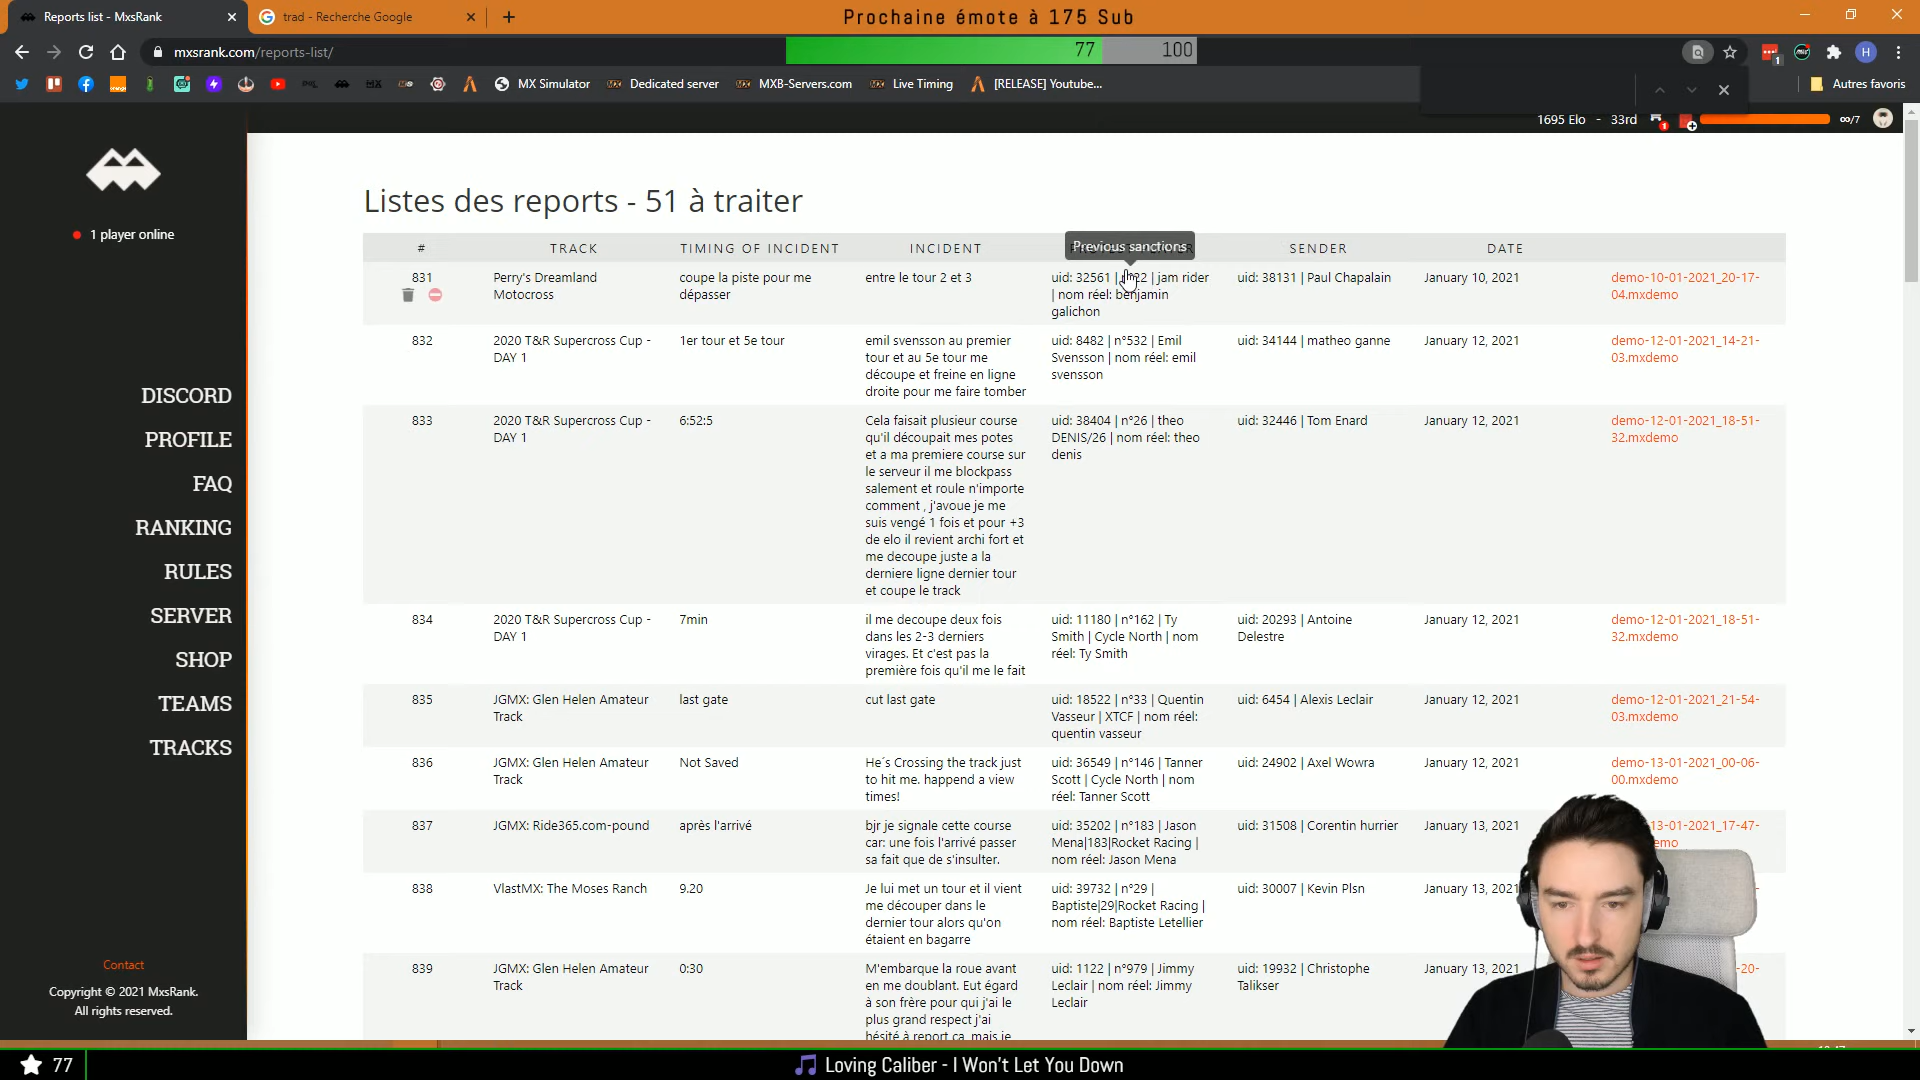 Reports list - MxsRank
trad - Recherche Google
Prochaine émote à 175 Sub
mxsrank.com/reports-list/
77
100
MX Simulator
Dedicated server
MXB-Servers.com
Live Timing
[RELEASE] Youtube...
Autres favoris
1695 Elo - 33rd
∞/7
1 player online
DISCORD
PROFILE
FAQ
RANKING
RULES
SERVER
SHOP
TEAMS
TRACKS
Contact
Copyright © 2021 MxsRank.
All rights reserved.
Listes des reports - 51 à traiter
# TRACK TIMING OF INCIDENT INCIDENT SENDER DATE
Previous sanctions
831
Perry's Dreamland
Motocross
coupe la piste pour me
dépasser
entre le tour 2 et 3
uid: 32561 | | jam rider
| nom réel: benjamin
galichon
uid: 38131 | Paul Chapalain
January 10, 2021
demo-10-01-2021_20-17-
04.mxdemo
832
2020 T&R Supercross Cup -
DAY 1
1er tour et 5e tour
emil svensson au premier
tour et au 5e tour me
découpe et freine en ligne
droite pour me faire tomber
uid: 8482 | n°532 | Emil
Svensson | nom réel: emil
svensson
uid: 34144 | matheo ganne
January 12, 2021
demo-12-01-2021_14-21-
03.mxdemo
833
2020 T&R Supercross Cup -
DAY 1
6:52:5
Cela faisait plusieur course
qu'il découpait mes potes
et a ma premiere course sur
le serveur il me blockpass
salement et roule n'importe
comment , j'avoue je me
suis vengé 1 fois et pour +3
de elo il revient archi fort et
me decoupe juste a la
derniere ligne dernier tour
et coupe le track
uid: 38404 | n°26 | theo
DENIS/26 | nom réel: theo
denis
uid: 32446 | Tom Enard
January 12, 2021
demo-12-01-2021_18-51-
32.mxdemo
834
2020 T&R Supercross Cup -
DAY 1
7min
il me decoupe deux fois
dans les 2-3 derniers
virages. Et c'est pas la
première fois qu'il me le fait
uid: 11180 | n°162 | Ty
Smith | Cycle North | nom
réel: Ty Smith
uid: 20293 | Antoine
Delestre
January 12, 2021
demo-12-01-2021_18-51-
32.mxdemo
835
JGMX: Glen Helen Amateur
Track
last gate
cut last gate
uid: 18522 | n°33 | Quentin
Vasseur | XTCF | nom réel:
quentin vasseur
uid: 6454 | Alexis Leclair
January 12, 2021
demo-12-01-2021_21-54-
03.mxdemo
836
JGMX: Glen Helen Amateur
Track
Not Saved
He´s Crossing the track just
to hit me. happend a view
times!
uid: 36549 | n°146 | Tanner
Scott | Cycle North | nom
réel: Tanner Scott
uid: 24902 | Axel Wowra
January 12, 2021
demo-13-01-2021_00-06-
00.mxdemo
837
JGMX: Ride365.com-pound
après l'arrivé
bjr je signale cette course
car: une fois l'arrivé passer
sa fait que de s'insulter.
uid: 35202 | n°183 | Jason
Mena|183|Rocket Racing |
nom réel: Jason Mena
uid: 31508 | Corentin hurrier
January 13, 2021
13-01-2021_17-47-
838
VlastMX: The Moses Ranch
9.20
Je lui met un tour et il vient
me découper dans le
dernier tour alors qu'on
étaient en bagarre
uid: 39732 | n°29 |
Baptiste|29|Rocket Racing |
nom réel: Baptiste Letellier
uid: 30007 | Kevin Plsn
January 13, 2021
839
JGMX: Glen Helen Amateur
Track
0:30
M'embarque la roue avant
en me doublant. Eut égard
à son frère pour qui j'ai le
plus grand respect j'ai
hésité à report ca, mais je
uid: 1122 | n°979 | Jimmy
Leclair | nom réel: Jimmy
Leclair
uid: 19932 | Christophe
Talikser
January 13, 2021
-20-
77
Loving Caliber - I Won't Let You Down